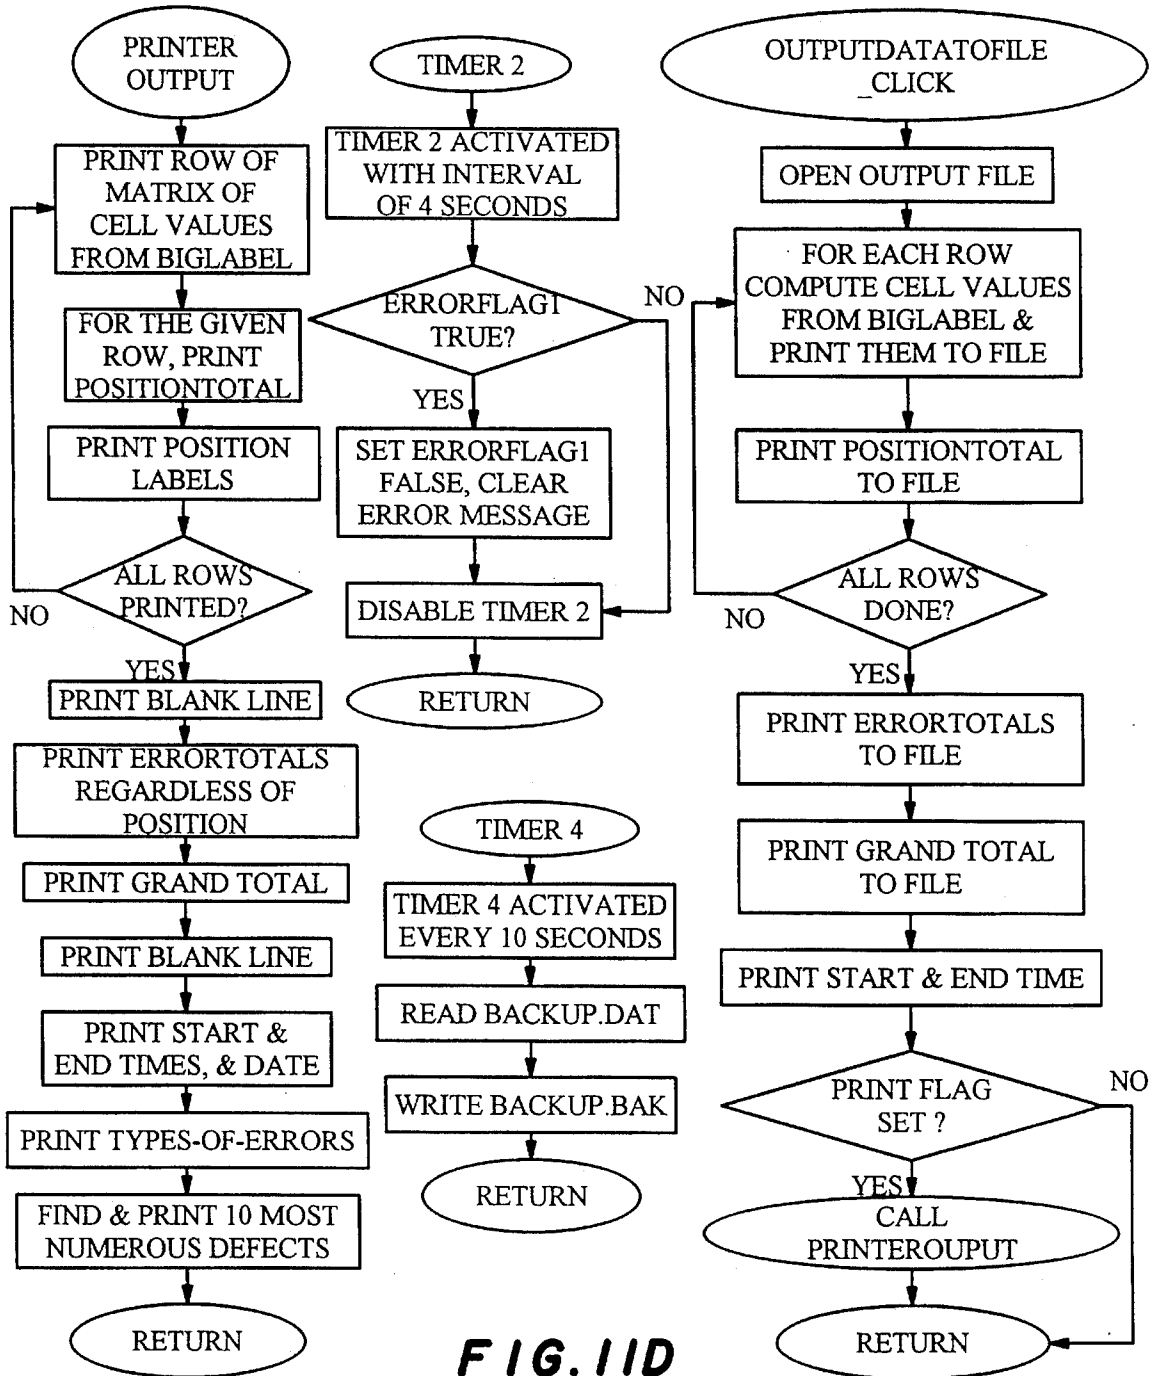 PRINTER
OUTPUT
PRINT ROW OF
MATRIX OF
CELL VALUES
FROM BIGLABEL
FOR THE GIVEN
ROW, PRINT
POSITIONTOTAL
PRINT POSITION
LABELS
ALL ROWS
PRINTED?
NO
YES
PRINT BLANK LINE
PRINT ERRORTOTALS
REGARDLESS OF
POSITION
PRINT GRAND TOTAL
PRINT BLANK LINE
PRINT START &
END TIMES, & DATE
PRINT TYPES-OF-ERRORS
FIND & PRINT 10 MOST
NUMEROUS DEFECTS
RETURN
TIMER 2
TIMER 2 ACTIVATED
WITH INTERVAL
OF 4 SECONDS
ERRORFLAG1
TRUE?
NO
YES
SET ERRORFLAG1
FALSE, CLEAR
ERROR MESSAGE
DISABLE TIMER 2
RETURN
TIMER 4
TIMER 4 ACTIVATED
EVERY 10 SECONDS
READ BACKUP.DAT
WRITE BACKUP.BAK
RETURN
OUTPUTDATATOFILE
_CLICK
OPEN OUTPUT FILE
FOR EACH ROW
COMPUTE CELL VALUES
FROM BIGLABEL &
PRINT THEM TO FILE
PRINT POSITIONTOTAL
TO FILE
ALL ROWS
DONE?
NO
YES
PRINT ERRORTOTALS
TO FILE
PRINT GRAND TOTAL
TO FILE
PRINT START & END TIME
PRINT FLAG
SET ?
NO
YES
CALL
PRINTEROUPUT
RETURN
FIG.11D